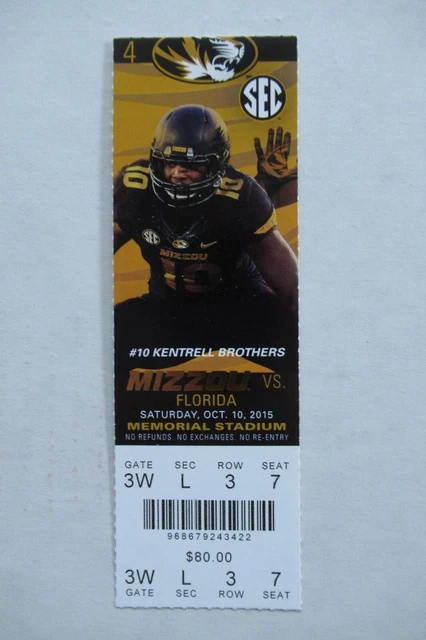 4
SEC
10 10
SEC
MIZZOU
10
#10 KENTRELL BROTHERS
MIZZOU VS.
FLORIDA
SATURDAY, OCT. 10, 2015
MEMORIAL STADIUM
NO REFUNDS. NO EXCHANGES. NO RE-ENTRY
GATE SEC ROW SEAT
3W L 3 7
968679243422
$80.00
3W L 3 7
GATE SEC ROW SEAT